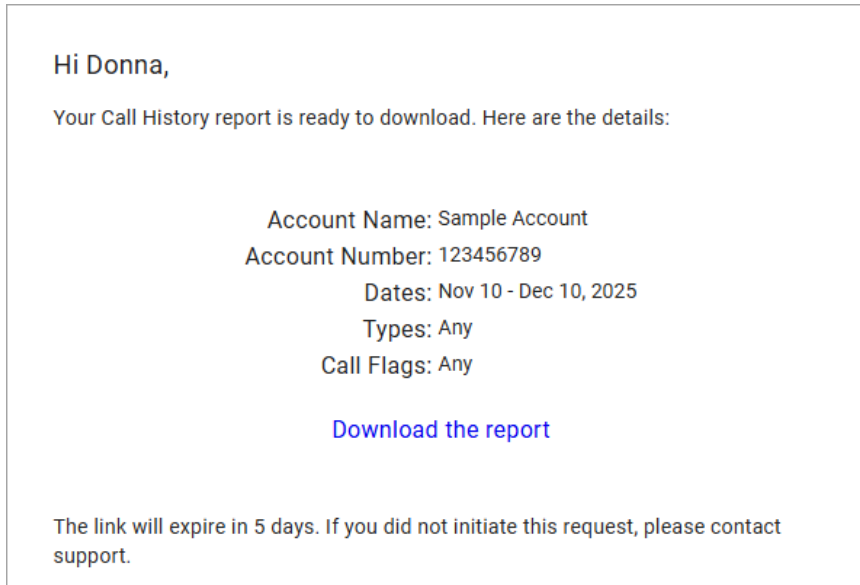 Hi Donna,
Your Call History report is ready to download. Here are the details:
Account Name: Sample Account
Account Number: 123456789
Dates: Nov 10 - Dec 10, 2025
Types: Any
Call Flags: Any
Download the report
The link will expire in 5 days. If you did not initiate this request, please contact
support.